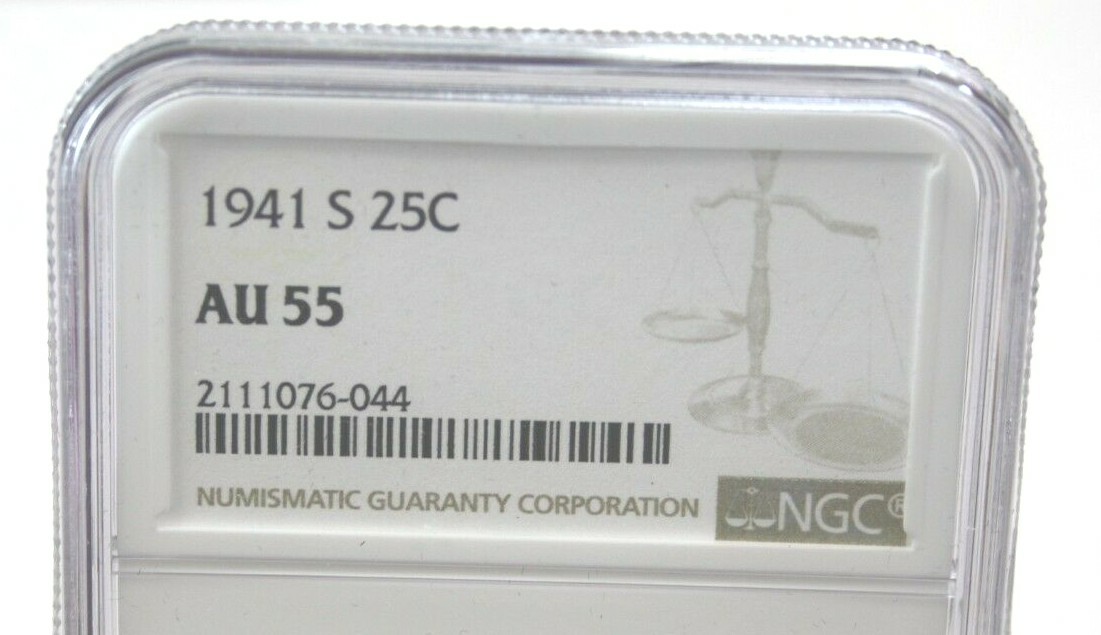 1941 S 25C
AU 55
2111076-044
NUMISMATIC GUARANTY CORPORATION
NGC®